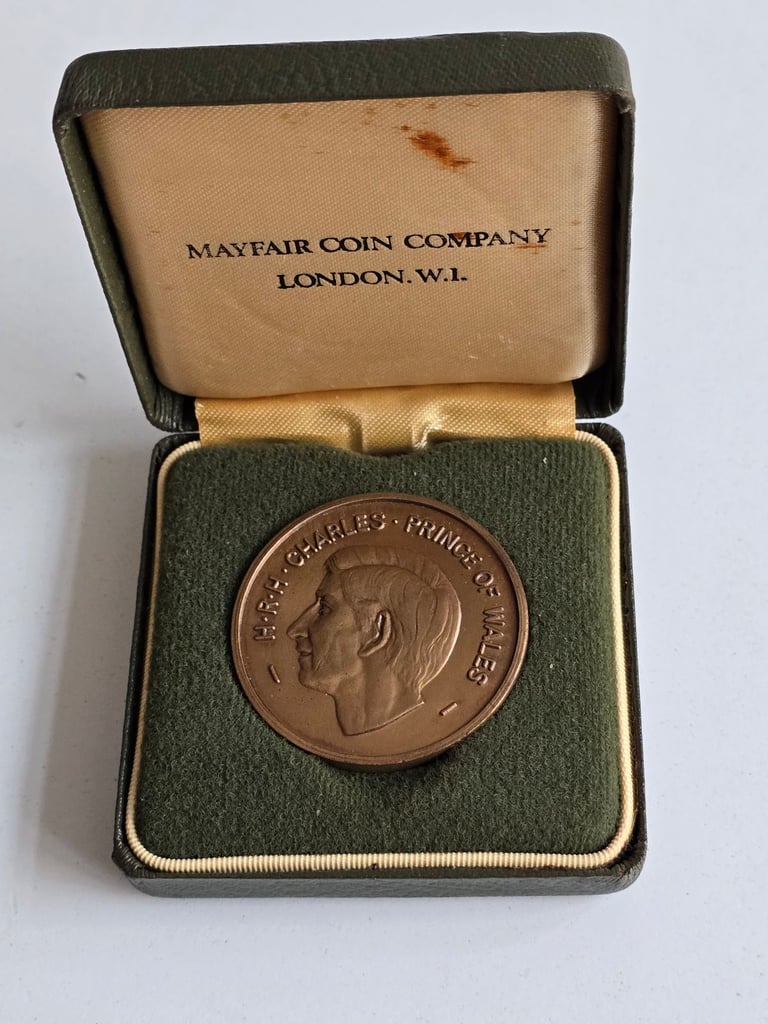 MAYFAIR COIN COMPANY
LONDON. W.1.
H·R·H·CHARLES·PRINCE OF WALES